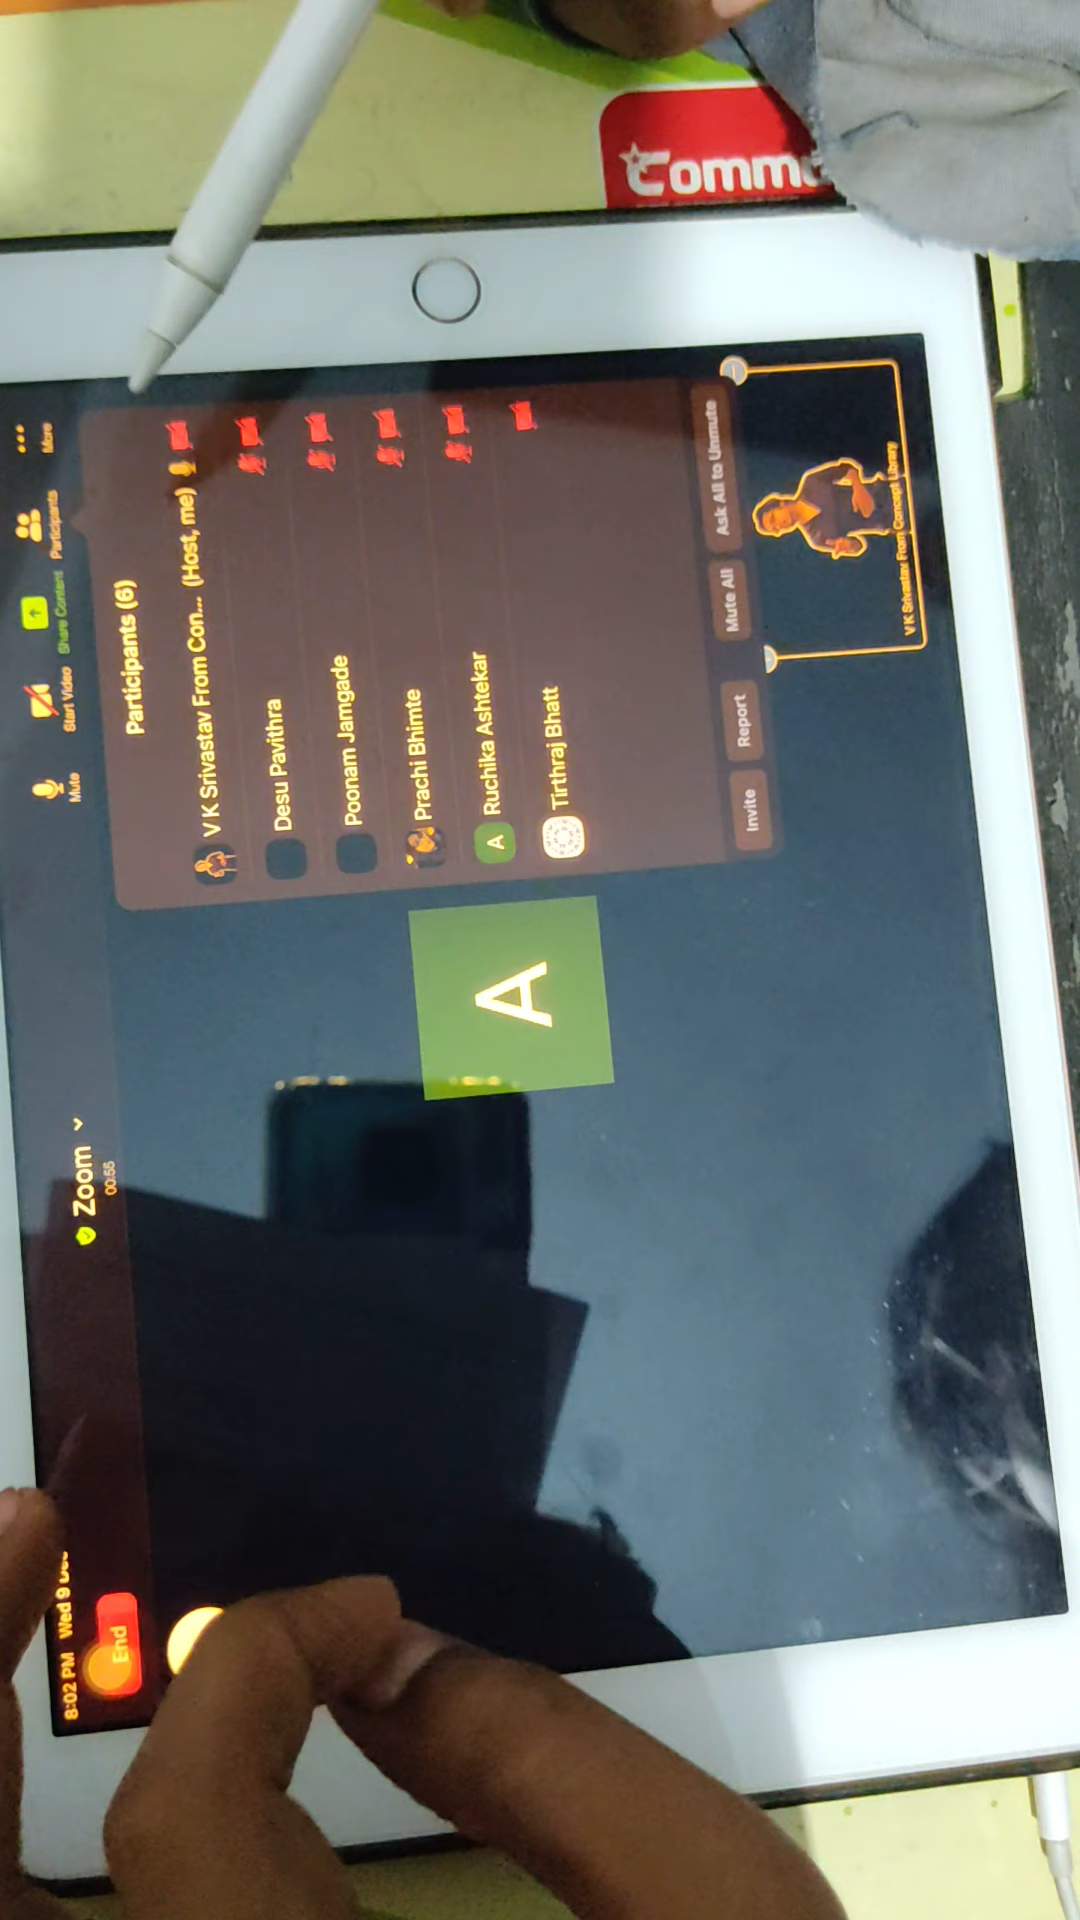 8:02 PM Wed 9
End
Zoom
00:55
Mute
Start Video
Share Content
Participants
More
Participants (6)
V K Srivastav From Con... (Host, me)
Desu Pavithra
Poonam Jamgade
Prachi Bhimte
A Ruchika Ashtekar
Tirthraj Bhatt
Invite
Report
Mute All
Ask All to Unmute
A
V K Srivastav From Concept Library